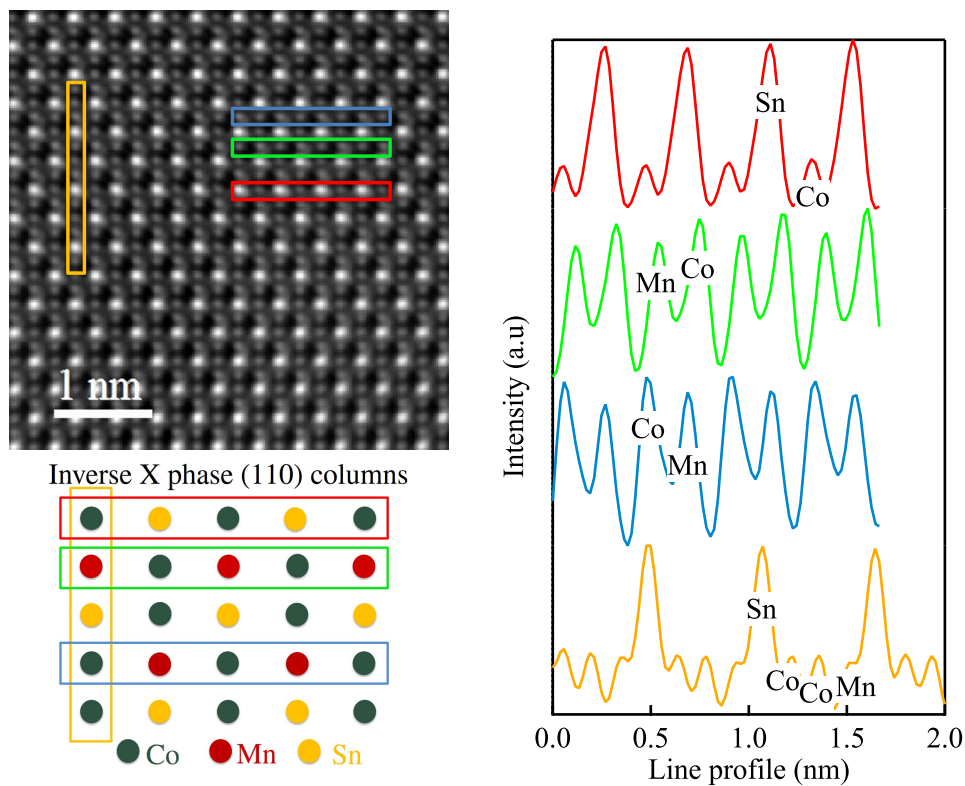 1 nm
Inverse X phase (110) columns
Co Mn Sn
Intensity (a.u)
Sn
Co
Mn Co
Co
Mn
Sn
Co Co Mn
0.0 0.5 1.0 1.5 2.0
Line profile (nm)